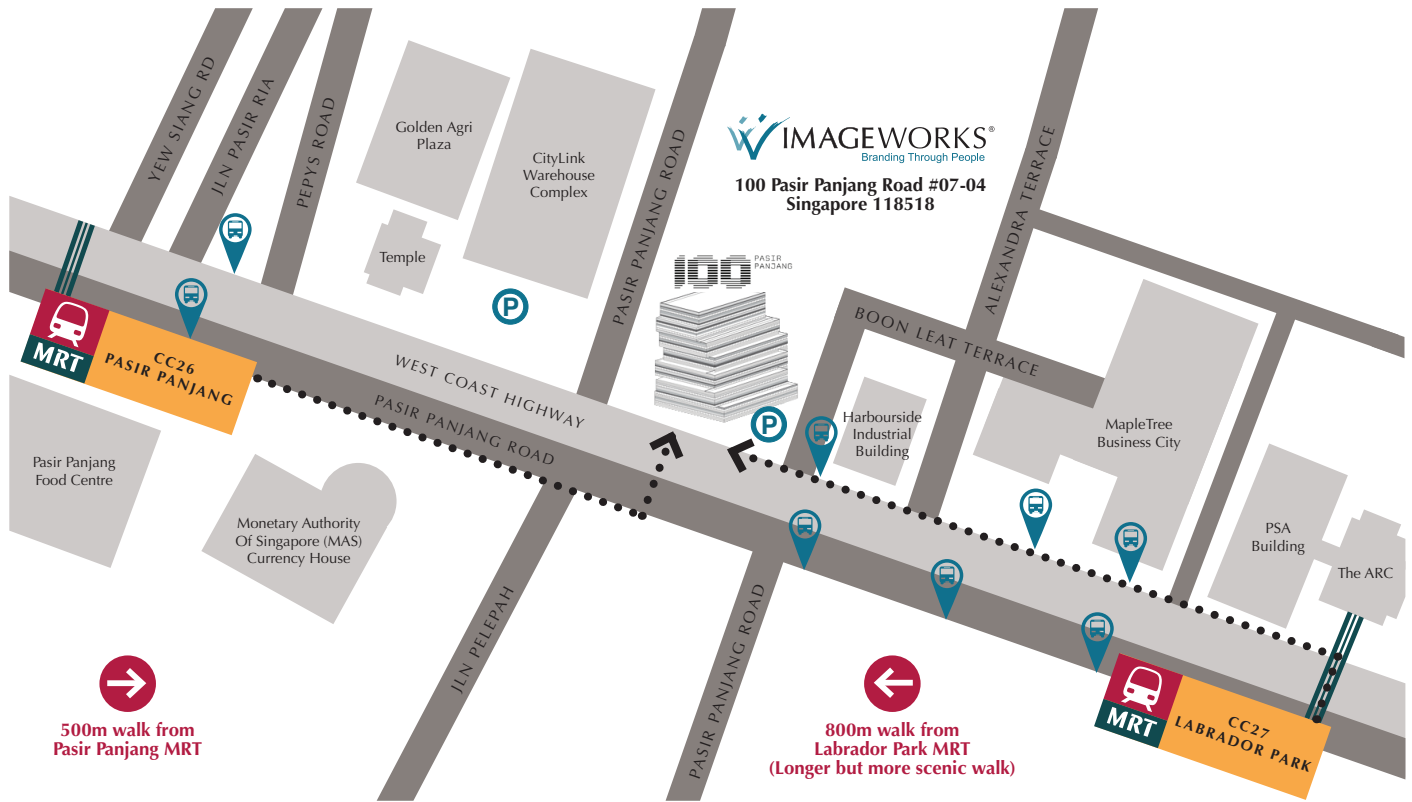 YEW SIANG RD
JLN PASIR RIA
PEPYS ROAD
Golden Agri
Plaza
CityLink
Warehouse
Complex
Temple
P
PASIR PANJANG ROAD
IMAGEWORKS®
Branding Through People
100 Pasir Panjang Road #07-04
Singapore 118518
100 PASIR
PANJANG
ALEXANDRA TERRACE
BOON LEAT TERRACE
MRT
CC26
PASIR PANJANG
WEST COAST HIGHWAY
PASIR PANJANG ROAD
P
Harbourside
Industrial
Building
MapleTree
Business City
Pasir Panjang
Food Centre
Monetary Authority
Of Singapore (MAS)
Currency House
PSA
Building
The ARC
JLN PELEPAH
PASIR PANJANG ROAD
500m walk from
Pasir Panjang MRT
800m walk from
Labrador Park MRT
(Longer but more scenic walk)
MRT
CC27
LABRADOR PARK